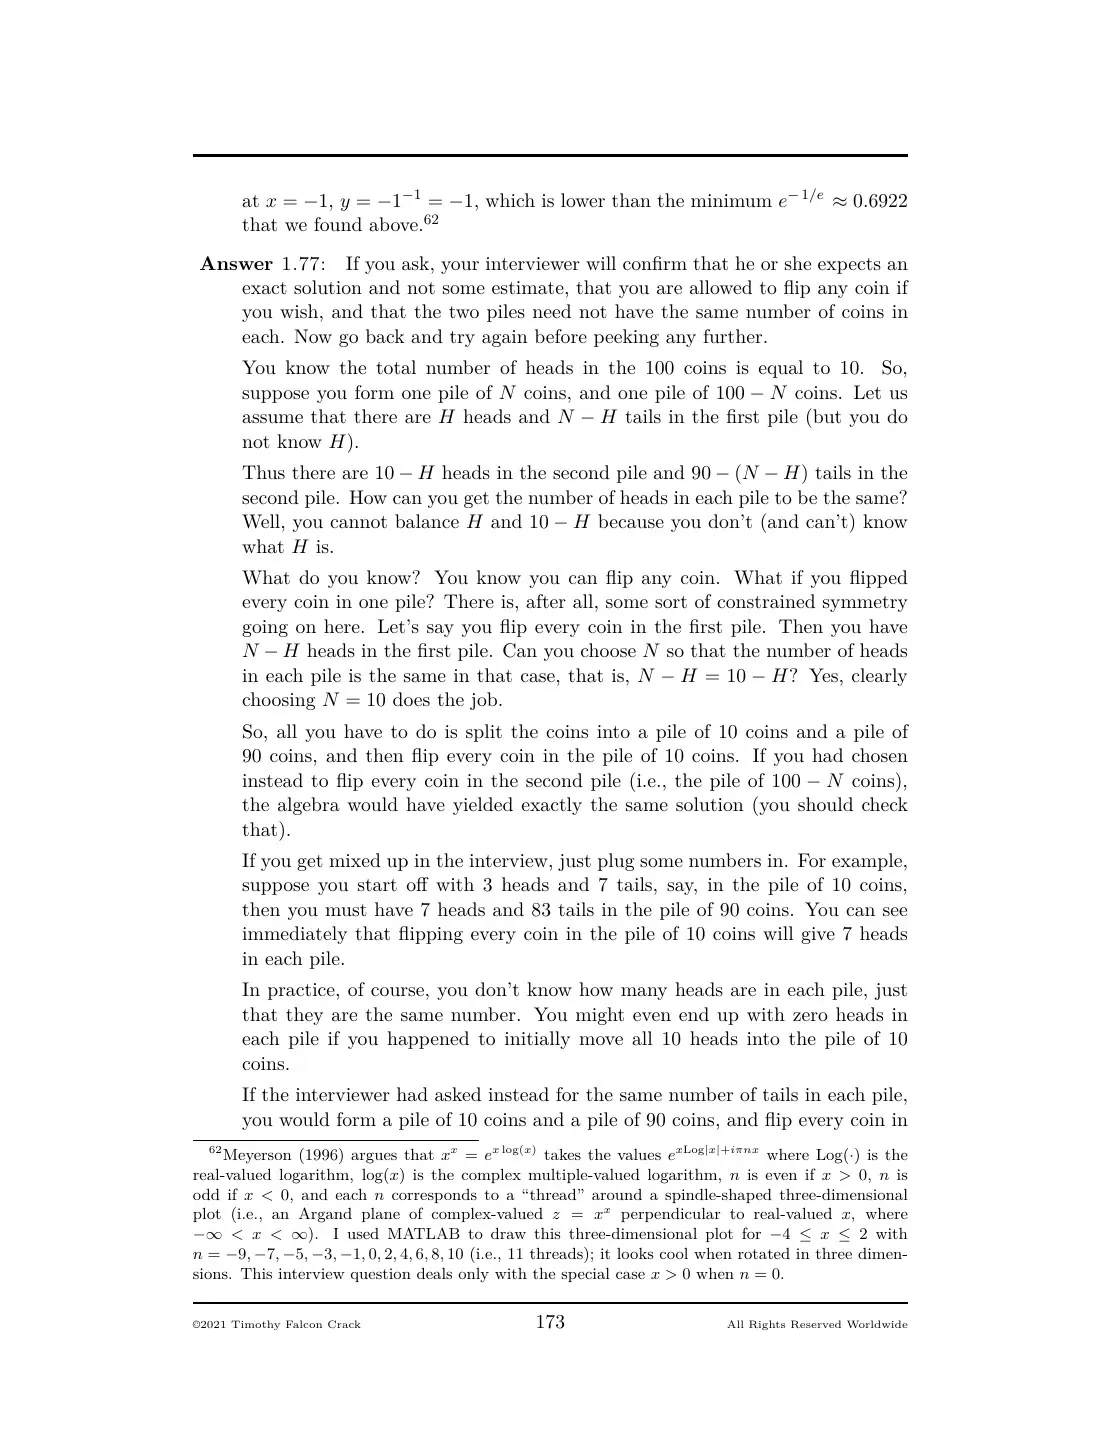 at x = −1, y = −1⁻¹ = −1, which is lower than the minimum e^{−1/e} ≈ 0.6922
that we found above.⁶²
Answer 1.77: If you ask, your interviewer will confirm that he or she expects an
exact solution and not some estimate, that you are allowed to flip any coin if
you wish, and that the two piles need not have the same number of coins in
each. Now go back and try again before peeking any further.
You know the total number of heads in the 100 coins is equal to 10. So,
suppose you form one pile of N coins, and one pile of 100 − N coins. Let us
assume that there are H heads and N − H tails in the first pile (but you do
not know H).
Thus there are 10 − H heads in the second pile and 90 − (N − H) tails in the
second pile. How can you get the number of heads in each pile to be the same?
Well, you cannot balance H and 10 − H because you don't (and can't) know
what H is.
What do you know? You know you can flip any coin. What if you flipped
every coin in one pile? There is, after all, some sort of constrained symmetry
going on here. Let's say you flip every coin in the first pile. Then you have
N − H heads in the first pile. Can you choose N so that the number of heads
in each pile is the same in that case, that is, N − H = 10 − H? Yes, clearly
choosing N = 10 does the job.
So, all you have to do is split the coins into a pile of 10 coins and a pile of
90 coins, and then flip every coin in the pile of 10 coins. If you had chosen
instead to flip every coin in the second pile (i.e., the pile of 100 − N coins),
the algebra would have yielded exactly the same solution (you should check
that).
If you get mixed up in the interview, just plug some numbers in. For example,
suppose you start off with 3 heads and 7 tails, say, in the pile of 10 coins,
then you must have 7 heads and 83 tails in the pile of 90 coins. You can see
immediately that flipping every coin in the pile of 10 coins will give 7 heads
in each pile.
In practice, of course, you don't know how many heads are in each pile, just
that they are the same number. You might even end up with zero heads in
each pile if you happened to initially move all 10 heads into the pile of 10
coins.
If the interviewer had asked instead for the same number of tails in each pile,
you would form a pile of 10 coins and a pile of 90 coins, and flip every coin in
⁶²Meyerson (1996) argues that x^x = e^{x log(x)} takes the values e^{xLog|x|+iπnx} where Log(·) is the
real-valued logarithm, log(x) is the complex multiple-valued logarithm, n is even if x > 0, n is
odd if x < 0, and each n corresponds to a “thread” around a spindle-shaped three-dimensional
plot (i.e., an Argand plane of complex-valued z = x^x perpendicular to real-valued x, where
−∞ < x < ∞). I used MATLAB to draw this three-dimensional plot for −4 ≤ x ≤ 2 with
n = −9, −7, −5, −3, −1, 0, 2, 4, 6, 8, 10 (i.e., 11 threads); it looks cool when rotated in three dimen-
sions. This interview question deals only with the special case x > 0 when n = 0.
©2021 Timothy Falcon Crack 173 All Rights Reserved Worldwide